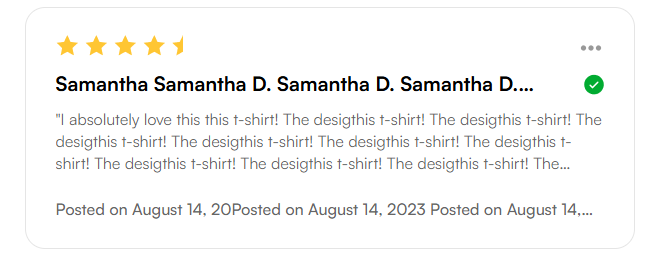 Samantha Samantha D. Samantha D. Samantha D....
"I absolutely love this this t-shirt! The desigthis t-shirt! The desigthis t-shirt! The
desigthis t-shirt! The desigthis t-shirt! The desigthis t-shirt! The desigthis t-
shirt! The desigthis t-shirt! The desigthis t-shirt! The desigthis t-shirt! The...
Posted on August 14, 20Posted on August 14, 2023 Posted on August 14,...